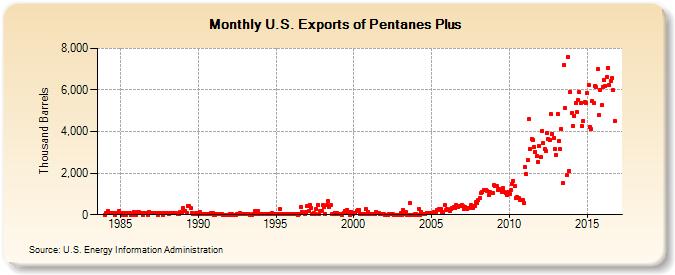 Monthly U.S. Exports of Pentanes Plus
Thousand Barrels
8,000
6,000
4,000
2,000
0
1985 1990 1995 2000 2005 2010 2015
Source: U.S. Energy Information Administration